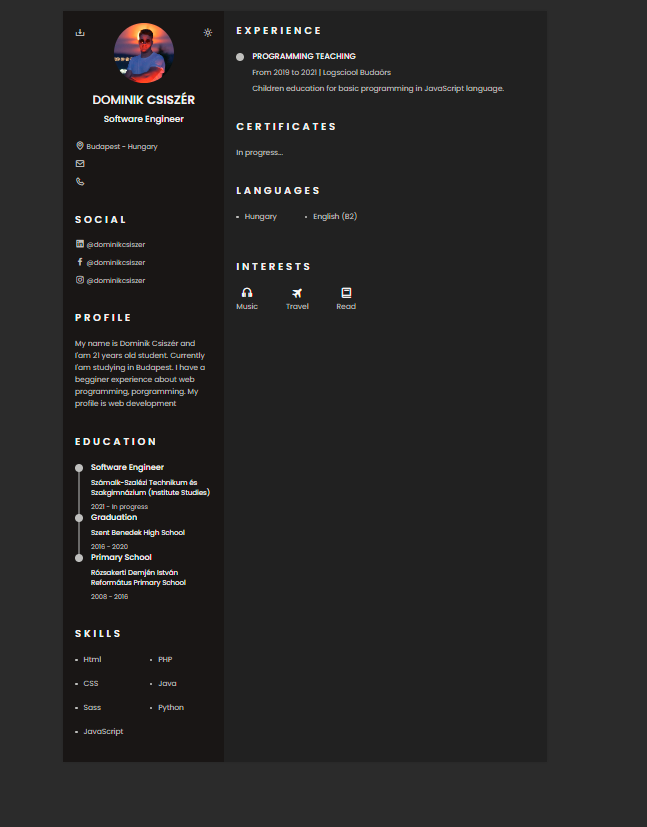 DOMINIK CSISZÉR
Software Engineer
Budapest - Hungary
SOCIAL
@dominikcsiszer
@dominikcsiszer
@dominikcsiszer
PROFILE
My name is Dominik Csiszér and
I'am 21 years old student. Currently
I'am studying in Budapest. I have a
begginer experience about web
programming, porgramming. My
profile is web development
EDUCATION
Software Engineer
Számalk-Szalézi Technikum és
Szakgimnázium (Institute Studies)
2021 - In progress
Graduation
Szent Benedek High School
2016 - 2020
Primary School
Rózsakerti Demjén István
Református Primary School
2008 - 2016
SKILLS
Html
CSS
Sass
JavaScript
PHP
Java
Python
EXPERIENCE
PROGRAMMING TEACHING
From 2019 to 2021 | Logsciool Budaörs
Children education for basic programming in JavaScript language.
CERTIFICATES
In progress...
LANGUAGES
Hungary
English (B2)
INTERESTS
Music
Travel
Read